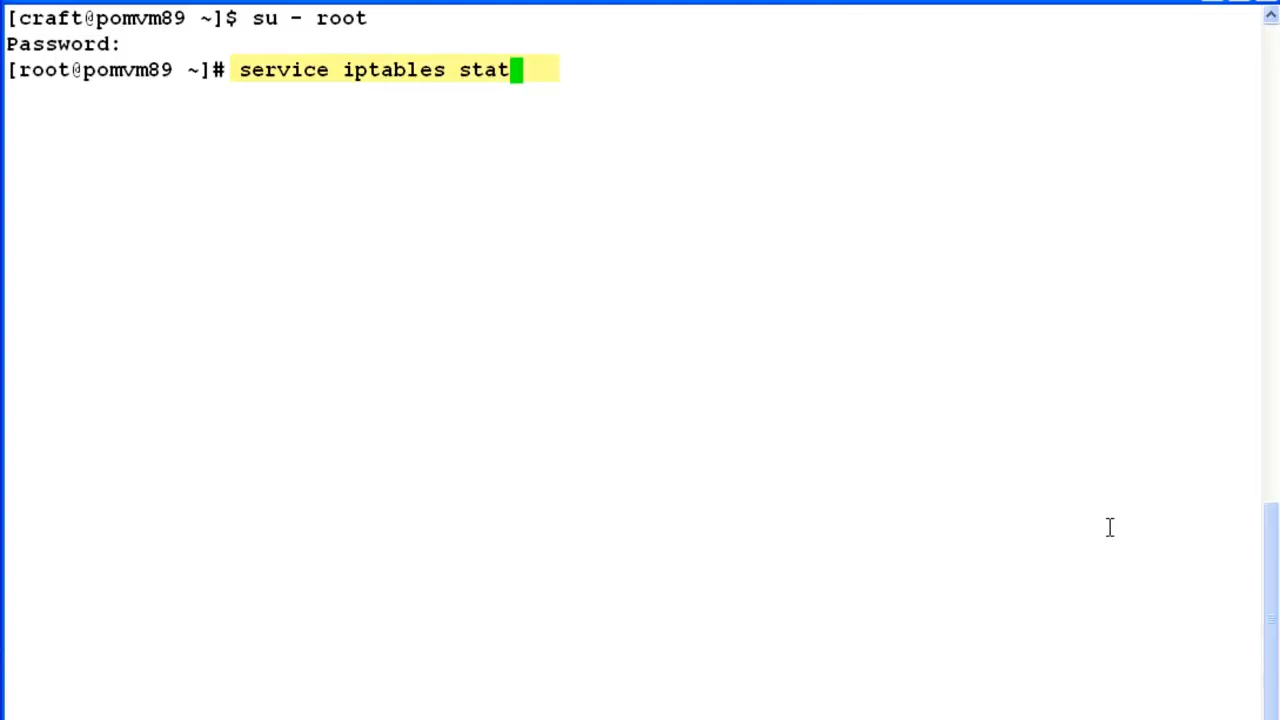 [craft@pomvm89 ~]$ su - root
Password:
[root@pomvm89 ~]# service iptables stat